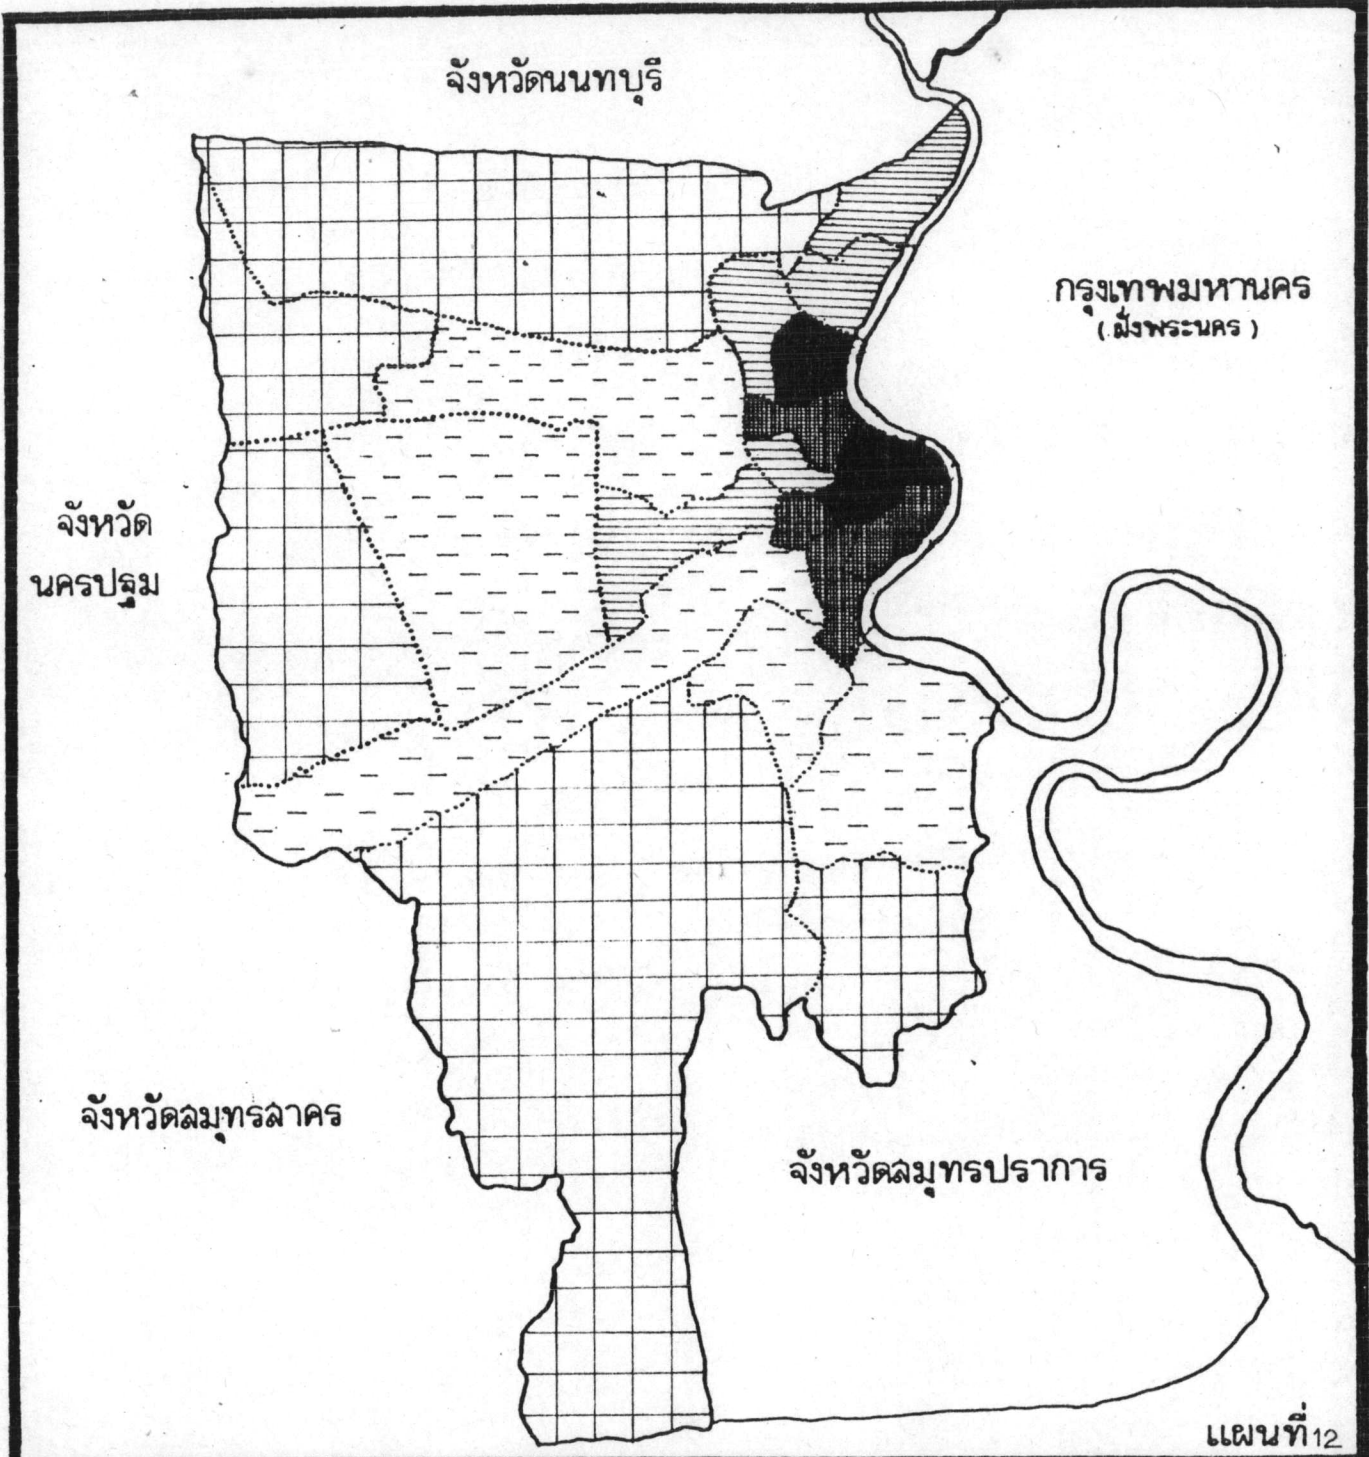 จังหวัดนนทบุรี
กรุงเทพมหานคร
(ฝั่งพระนคร)
จังหวัด
นครปฐม
จังหวัดสมุทรสาคร
จังหวัดสมุทรปราการ
แผนที่ 12